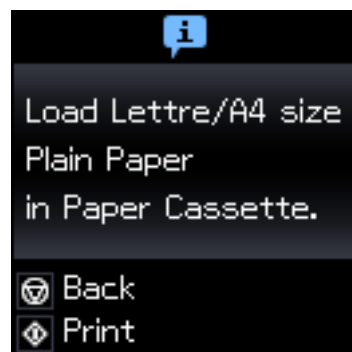 Load Lettre/A4 size
Plain Paper
in Paper Cassette.
Back
Print